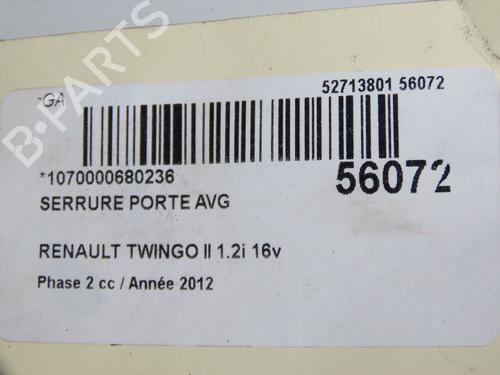 B-PARTS
-GA
52713801 56072
*1070000680236
56072
SERRURE PORTE AVG
RENAULT TWINGO II 1.2i 16v
Phase 2 cc / Année 2012